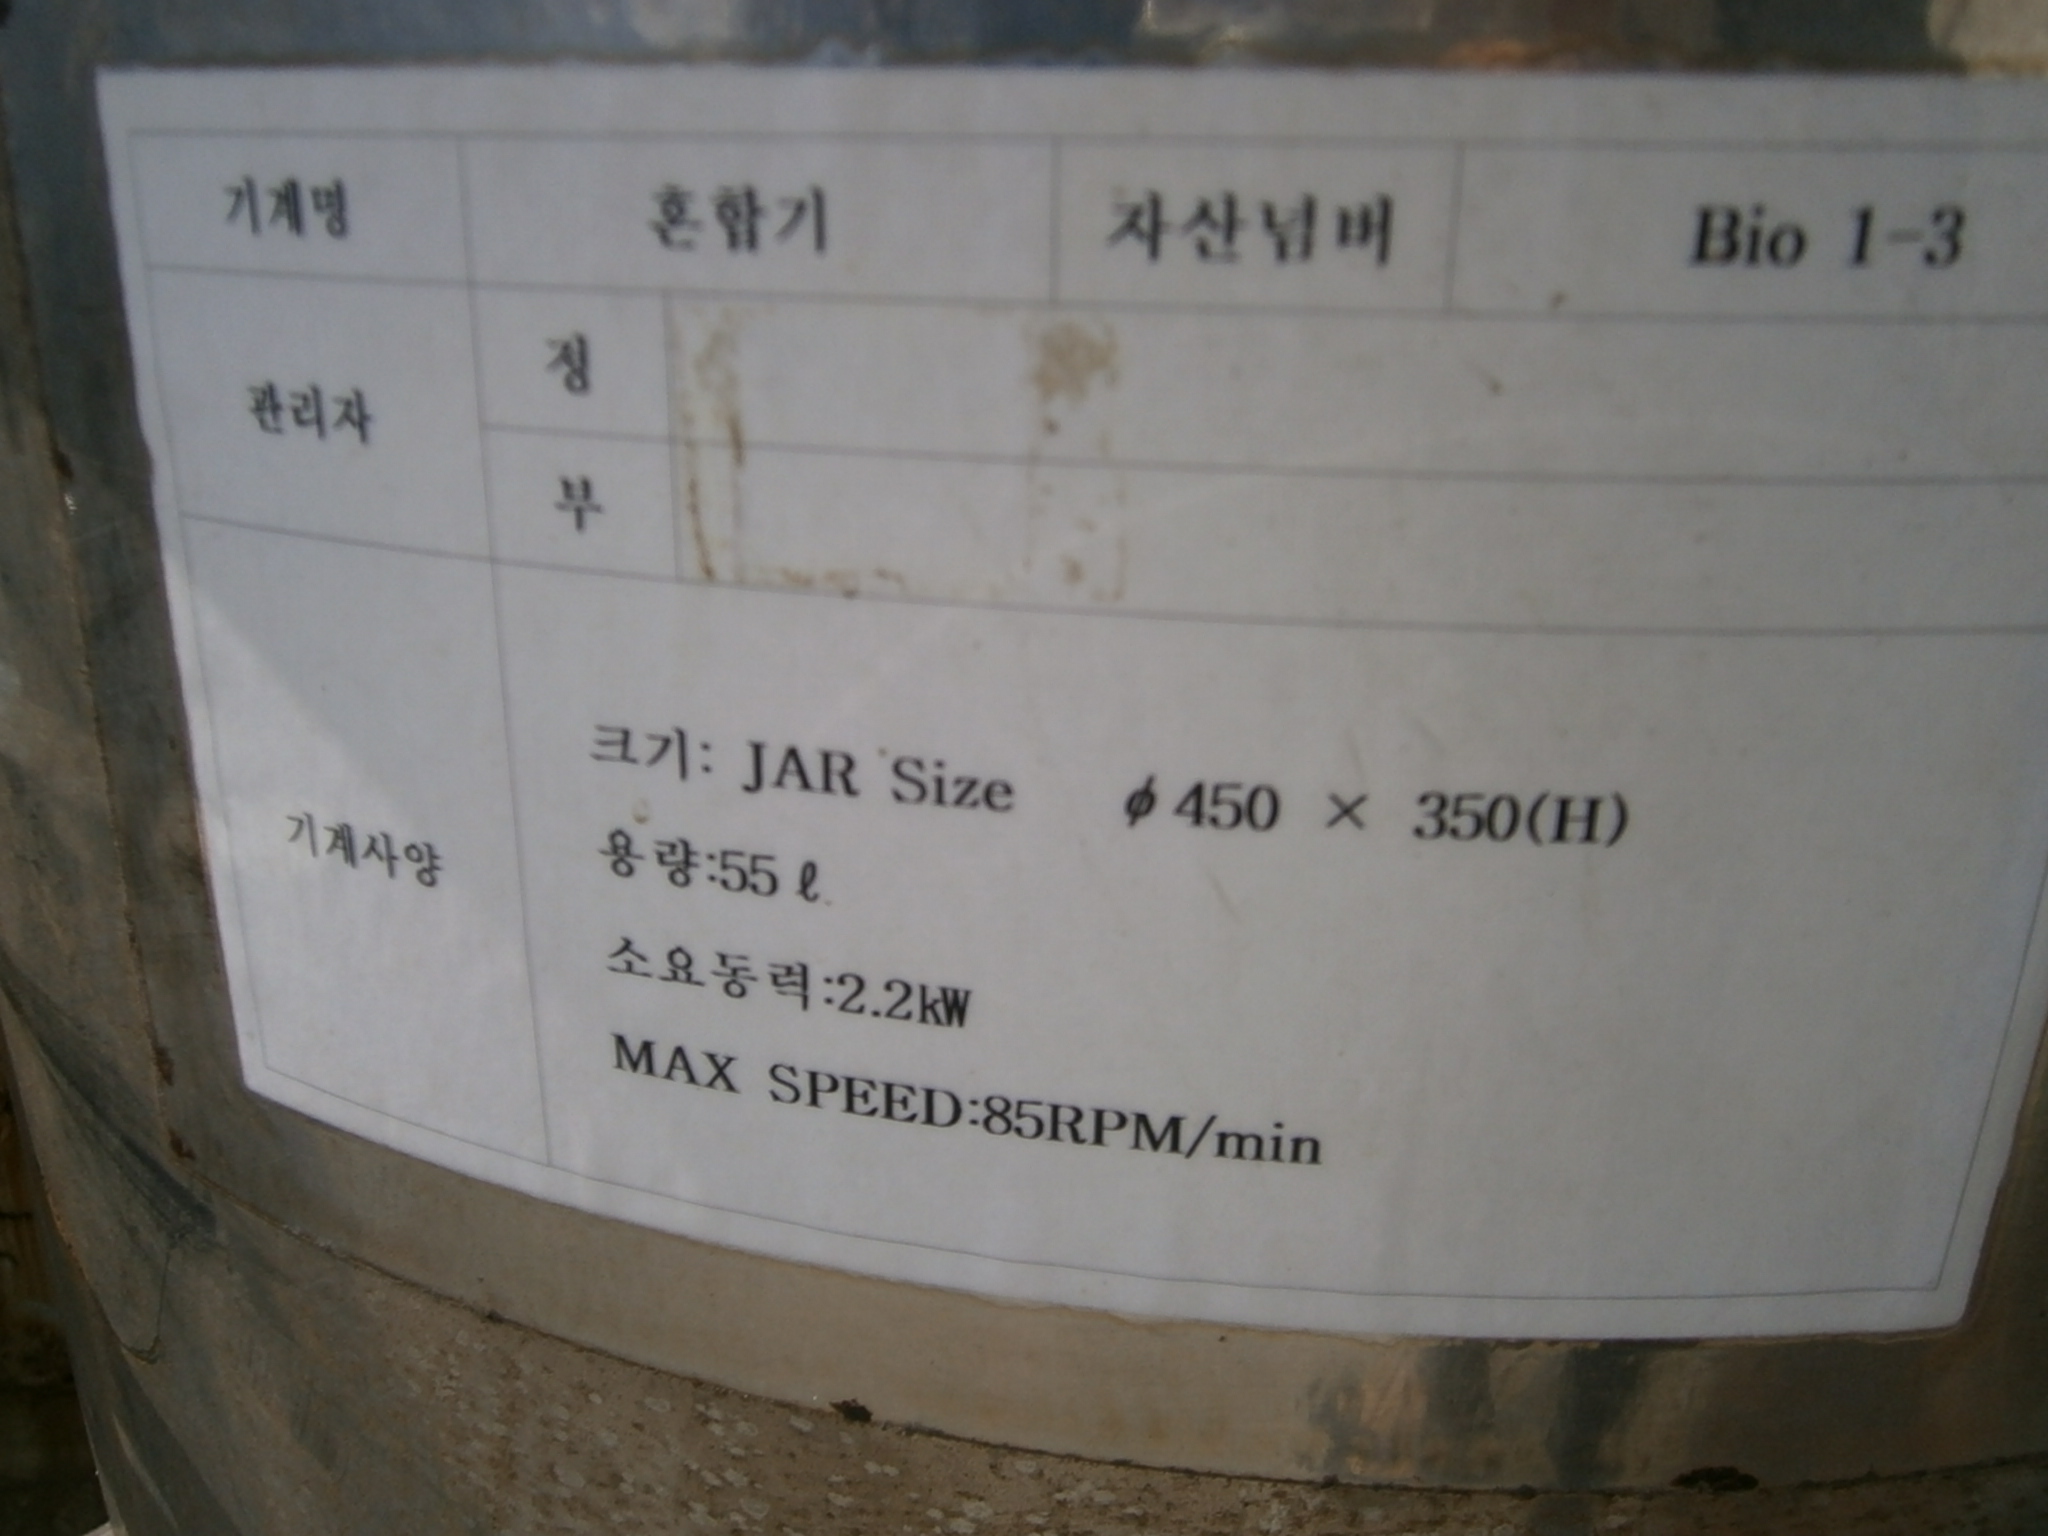 기계명 혼합기 자산넘버 Bio 1-3
관리자
정
부
기계사양
크기: JAR Size ϕ450 × 350(H)
용량:55ℓ
소요동력:2.2㎾
MAX SPEED:85RPM/min